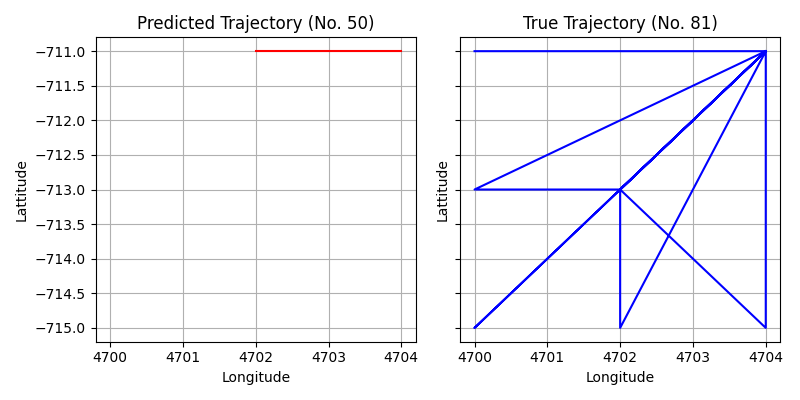 Predicted Trajectory (No. 50)
True Trajectory (No. 81)
Lattitude
−711.0
−711.5
−712.0
−712.5
−713.0
−713.5
−714.0
−714.5
−715.0
4700 4701 4702 4703 4704
Longitude
Lattitude
4700 4701 4702 4703 4704
Longitude